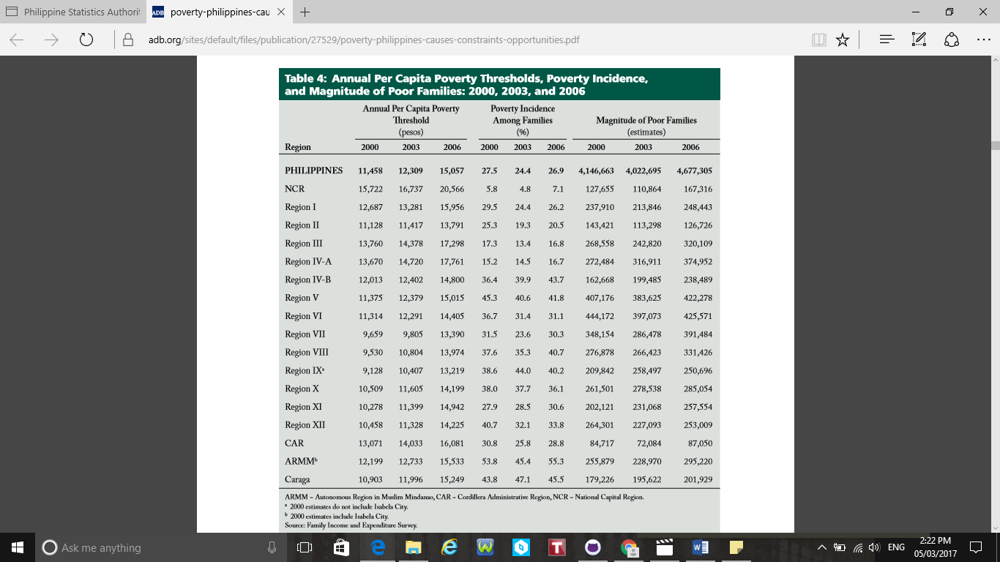 Philippine Statistics Authorit
ADB poverty-philippines-cau
adb.org/sites/default/files/publication/27529/poverty-philippines-causes-constraints-opportunities.pdf
Table 4: Annual Per Capita Poverty Thresholds, Poverty Incidence,
and Magnitude of Poor Families: 2000, 2003, and 2006
Annual Per Capita Poverty Poverty Incidence
Threshold Among Families Magnitude of Poor Families
(pesos) (%) (estimates)
Region 2000 2003 2006 2000 2003 2006 2000 2003 2006
PHILIPPINES 11,458 12,309 15,057 27.5 24.4 26.9 4,146,663 4,022,695 4,677,305
NCR 15,722 16,737 20,566 5.8 4.8 7.1 127,655 110,864 167,316
Region I 12,687 13,281 15,956 29.5 24.4 26.2 237,910 213,846 248,443
Region II 11,128 11,417 13,791 25.3 19.3 20.5 143,421 113,298 126,726
Region III 13,760 14,378 17,298 17.3 13.4 16.8 268,558 242,820 320,109
Region IV-A 13,670 14,720 17,761 15.2 14.5 16.7 272,484 316,911 374,952
Region IV-B 12,013 12,402 14,800 36.4 39.9 43.7 162,668 199,485 238,489
Region V 11,375 12,379 15,015 45.3 40.6 41.8 407,176 383,625 422,278
Region VI 11,314 12,291 14,405 36.7 31.4 31.1 444,172 397,073 425,571
Region VII 9,659 9,805 13,390 31.5 23.6 30.3 348,154 286,478 391,484
Region VIII 9,530 10,804 13,974 37.6 35.3 40.7 276,878 266,423 331,426
Region IXᵃ 9,128 10,407 13,219 38.6 44.0 40.2 209,842 258,497 250,696
Region X 10,509 11,605 14,199 38.0 37.7 36.1 261,501 278,538 285,054
Region XI 10,278 11,399 14,942 27.9 28.5 30.6 202,121 231,068 257,554
Region XII 10,458 11,328 14,225 40.7 32.1 33.8 264,301 227,093 253,009
CAR 13,071 14,033 16,081 30.8 25.8 28.8 84,717 72,084 87,050
ARMMᵇ 12,199 12,733 15,533 53.8 45.4 55.3 255,879 228,970 295,220
Caraga 10,903 11,996 15,249 43.8 47.1 45.5 179,226 195,622 201,929
ARMM – Autonomous Region in Muslim Mindanao, CAR – Cordillera Administrative Region, NCR – National Capital Region.
ᵃ 2000 estimates do not include Isabela City.
ᵇ 2000 estimates include Isabela City.
Source: Family Income and Expenditure Survey.
Ask me anything
ENG
2:22 PM
05/03/2017